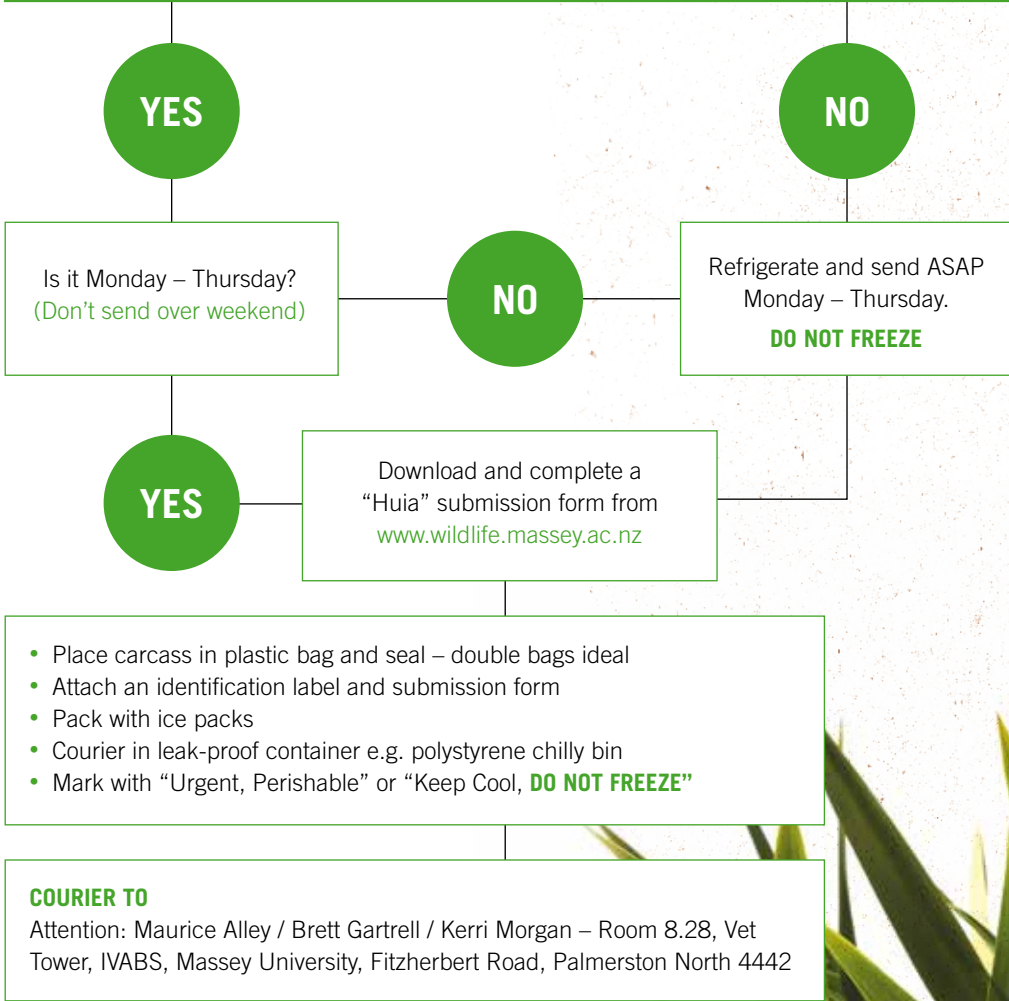 YES
NO
Is it Monday – Thursday?
(Don't send over weekend)
NO
Refrigerate and send ASAP
Monday – Thursday.
DO NOT FREEZE
YES
Download and complete a
“Huia” submission form from
www.wildlife.massey.ac.nz
• Place carcass in plastic bag and seal – double bags ideal
• Attach an identification label and submission form
• Pack with ice packs
• Courier in leak-proof container e.g. polystyrene chilly bin
• Mark with “Urgent, Perishable” or “Keep Cool, DO NOT FREEZE”
COURIER TO
Attention: Maurice Alley / Brett Gartrell / Kerri Morgan – Room 8.28, Vet
Tower, IVABS, Massey University, Fitzherbert Road, Palmerston North 4442